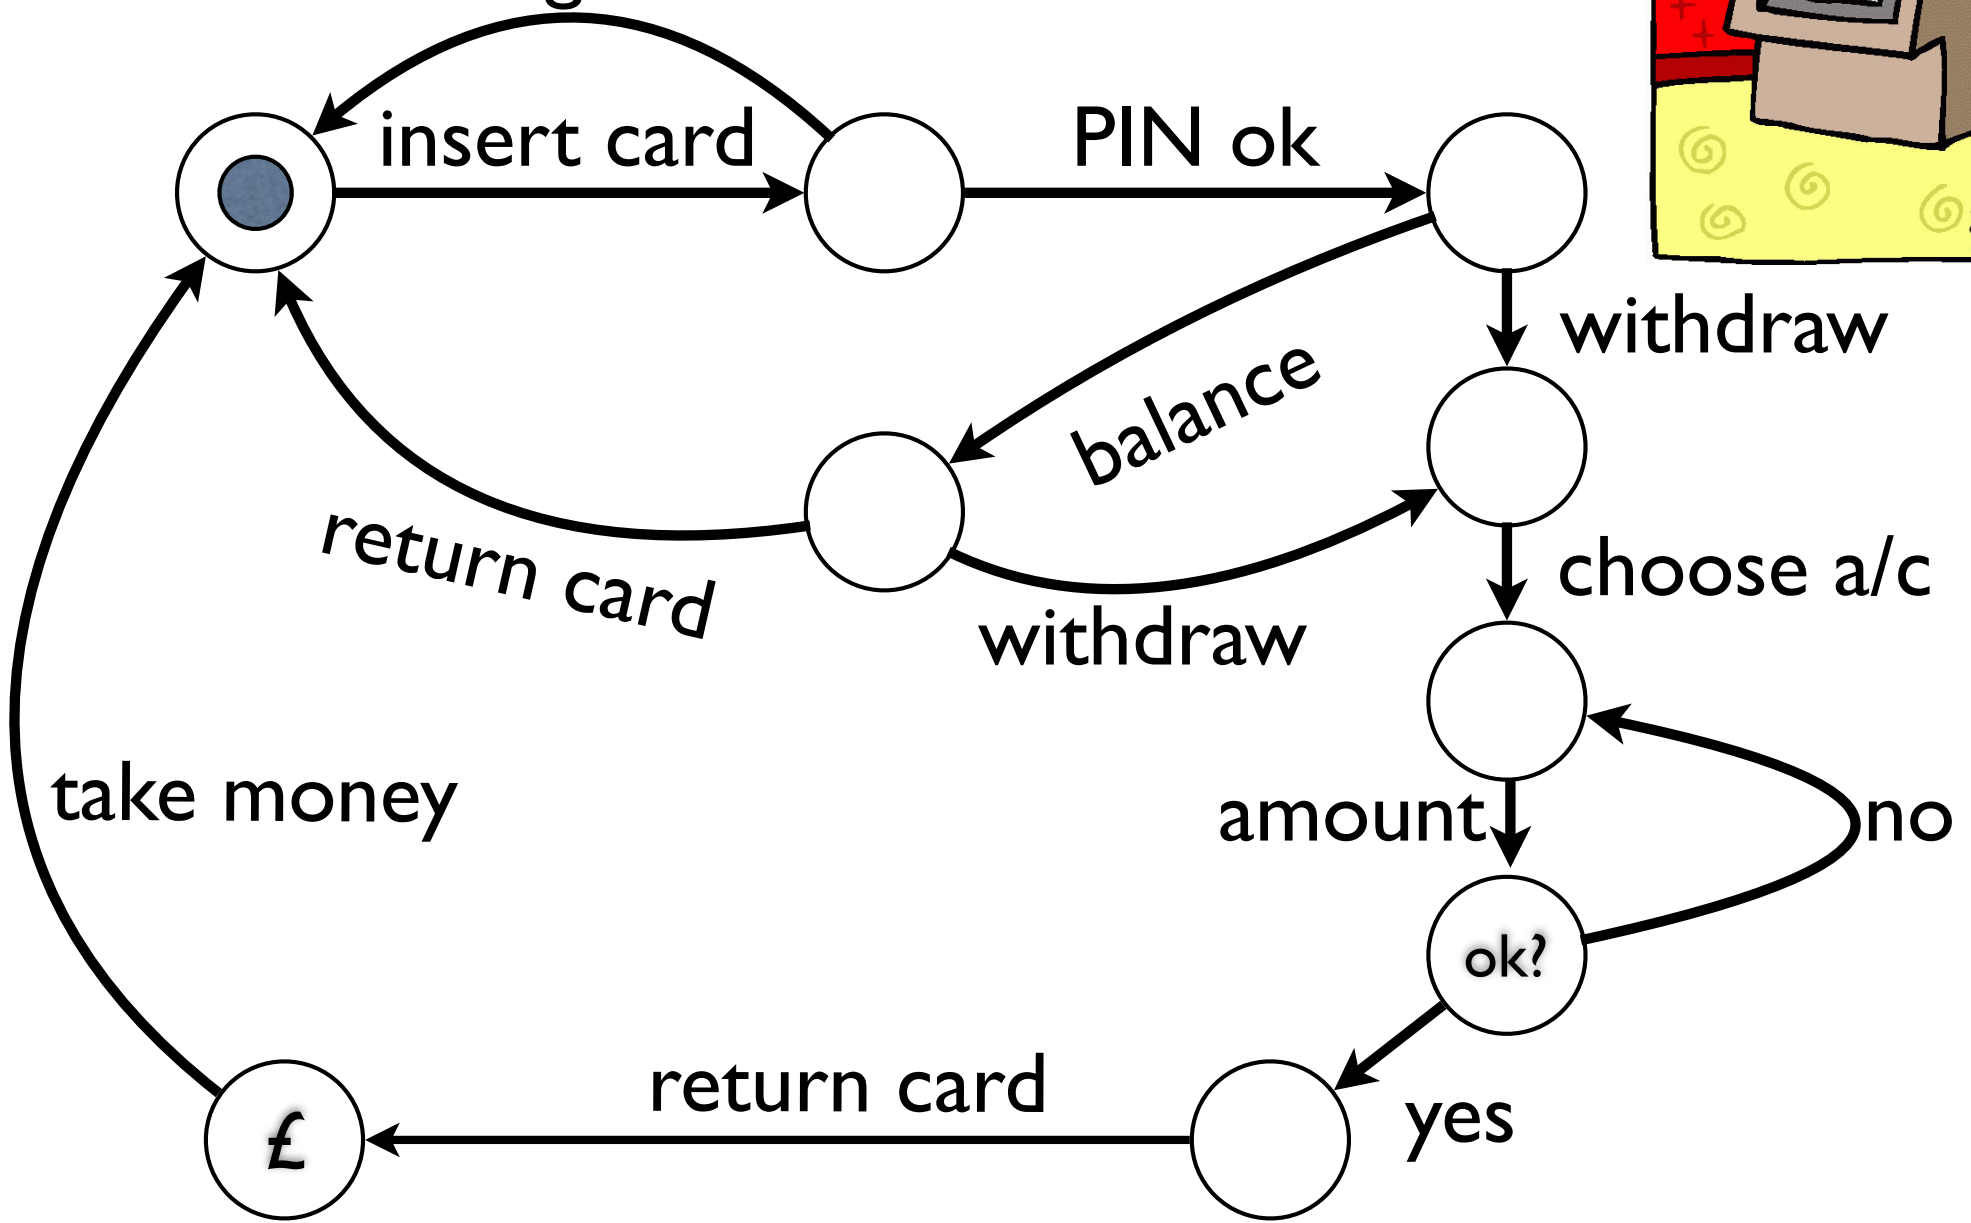 insert card
PIN ok
withdraw
balance
return card
withdraw
choose a/c
take money
amount
no
ok?
return card
yes
£